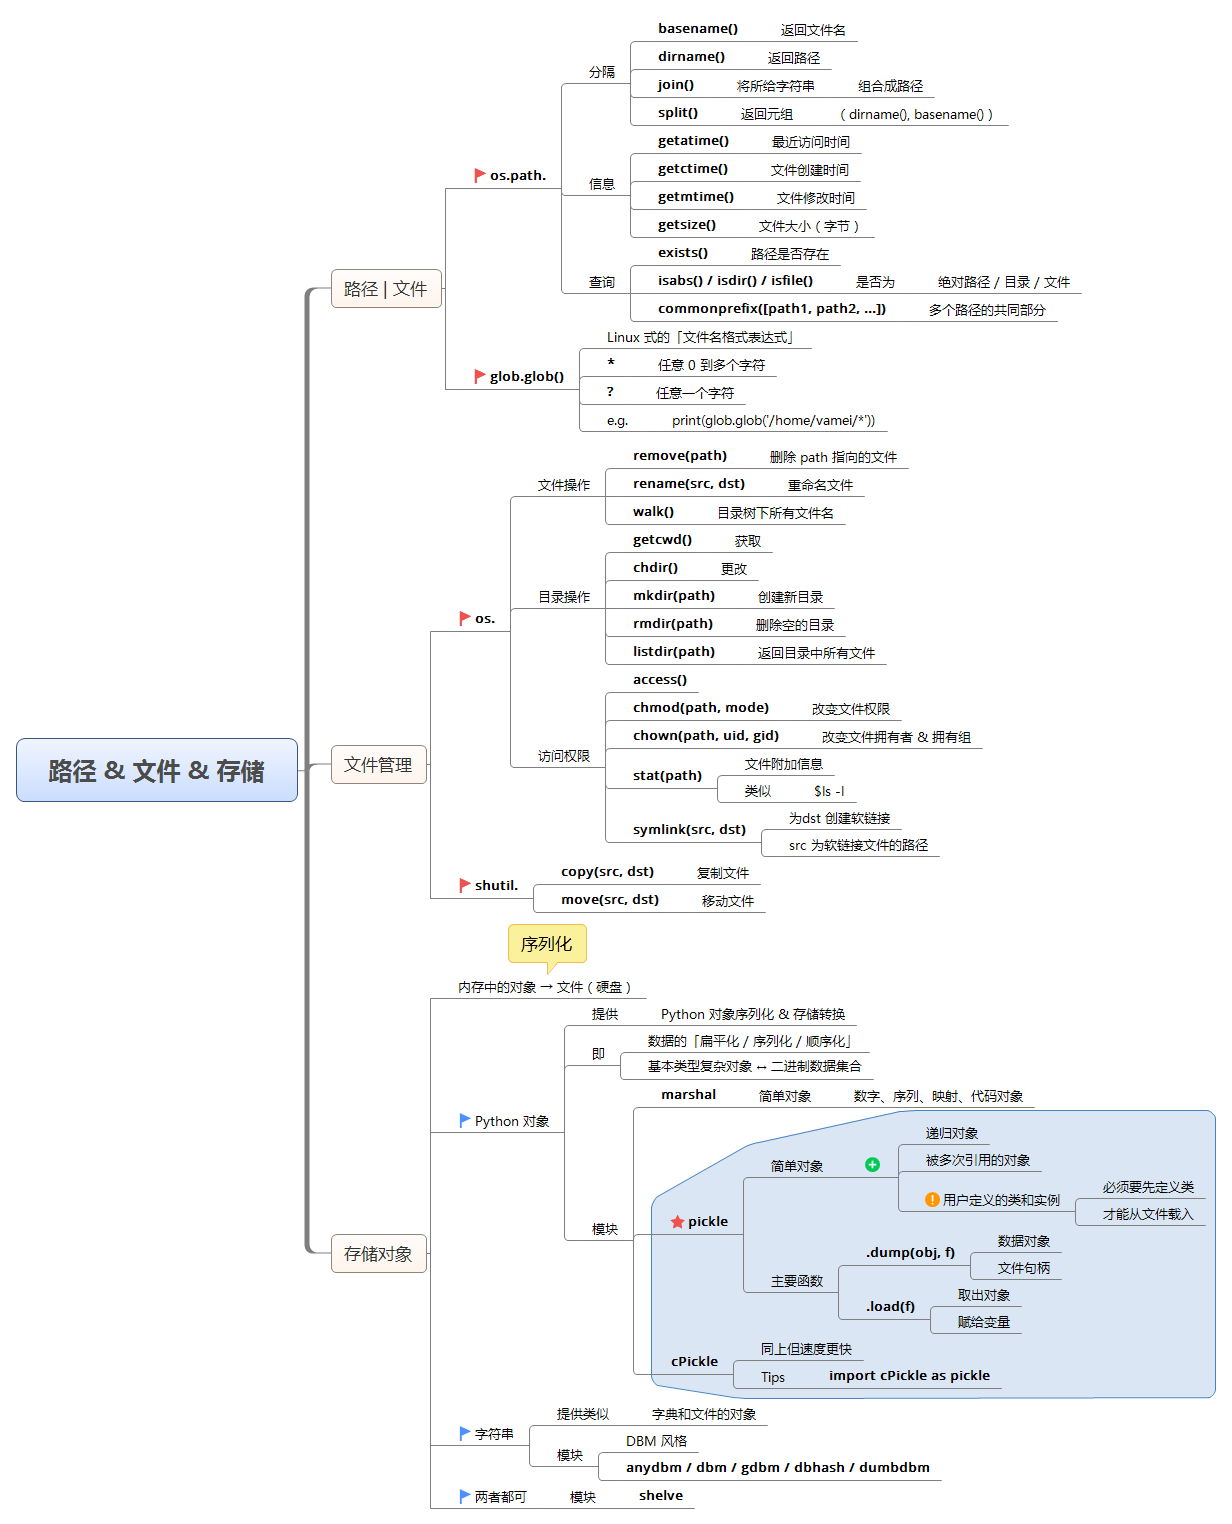 basename() 返回文件名
dirname() 返回路径
分隔
join() 将所给字符串 组合成路径
split() 返回元组 ( dirname(), basename() )
getatime() 最近访问时间
os.path.
getctime() 文件创建时间
信息
getmtime() 文件修改时间
getsize() 文件大小（字节）
exists() 路径是否存在
查询
isabs() / isdir() / isfile() 是否为 绝对路径 / 目录 / 文件
路径 | 文件
commonprefix([path1, path2, ...]) 多个路径的共同部分
Linux 式的「文件名格式表达式」
* 任意 0 到多个字符
glob.glob()
? 任意一个字符
e.g. print(glob.glob('/home/vamei/*'))
remove(path) 删除 path 指向的文件
文件操作
rename(src, dst) 重命名文件
walk() 目录树下所有文件名
getcwd() 获取
chdir() 更改
目录操作
mkdir(path) 创建新目录
os.
rmdir(path) 删除空的目录
listdir(path) 返回目录中所有文件
access()
chmod(path, mode) 改变文件权限
chown(path, uid, gid) 改变文件拥有者 & 拥有组
访问权限
文件管理
路径 & 文件 & 存储
stat(path) 文件附加信息
类似 $ls -l
symlink(src, dst) 为dst 创建软链接
src 为软链接文件的路径
shutil.
copy(src, dst) 复制文件
move(src, dst) 移动文件
序列化
内存中的对象 → 文件（硬盘）
提供 Python 对象序列化 & 存储转换
即 数据的「扁平化 / 序列化 / 顺序化」
基本类型复杂对象 ↔ 二进制数据集合
marshal 简单对象 数字、序列、映射、代码对象
Python 对象
递归对象
简单对象 被多次引用的对象
用户定义的类和实例 必须要先定义类
才能从文件载入
pickle
模块
.dump(obj, f) 数据对象
文件句柄
存储对象
主要函数
.load(f) 取出对象
赋给变量
cPickle 同上但速度更快
Tips import cPickle as pickle
字符串
提供类似 字典和文件的对象
模块 DBM 风格
anydbm / dbm / gdbm / dbhash / dumbdbm
两者都可 模块 shelve